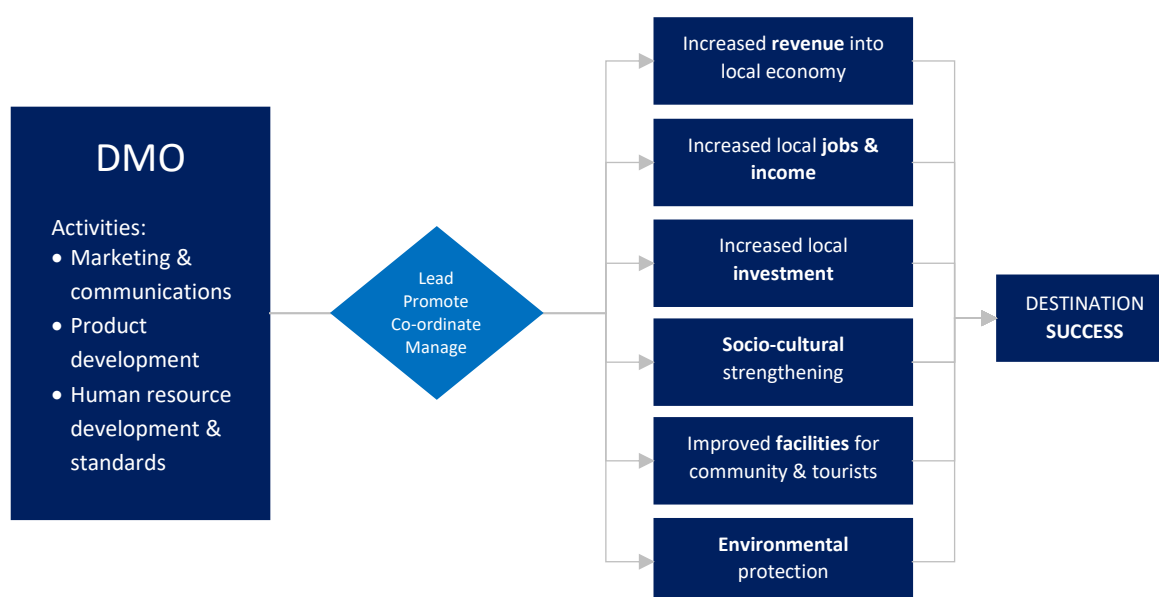 DMO
Activities:
• Marketing &
communications
• Product
development
• Human resource
development &
standards
Lead
Promote
Co-ordinate
Manage
Increased revenue into
local economy
Increased local jobs &
income
Increased local
investment
Socio-cultural
strengthening
Improved facilities for
community & tourists
Environmental
protection
DESTINATION
SUCCESS